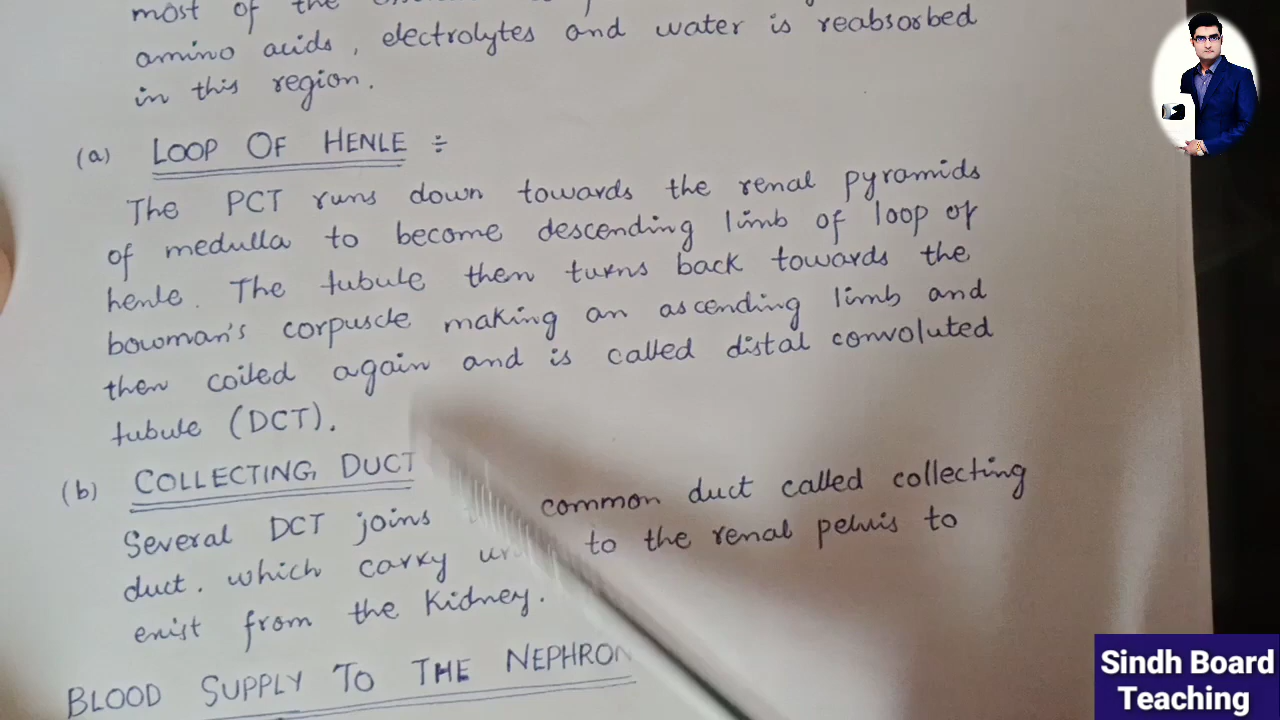 most of the
amino acids, electrolytes and water is reabsorbed
in this region.
(a) LOOP OF HENLE ÷
The PCT runs down towards the renal pyramids
of medulla to become descending limb of loop of
henle. The tubule then turns back towards the
bowman's corpuscle making an ascending limb and
then coiled again and is called distal convoluted
tubule (DCT).
(b) COLLECTING DUCT
Several DCT joins common duct called collecting
duct. which carry to the renal pelvis to
exist from the kidney.
BLOOD SUPPLY TO THE NEPHRON
Sindh Board
Teaching